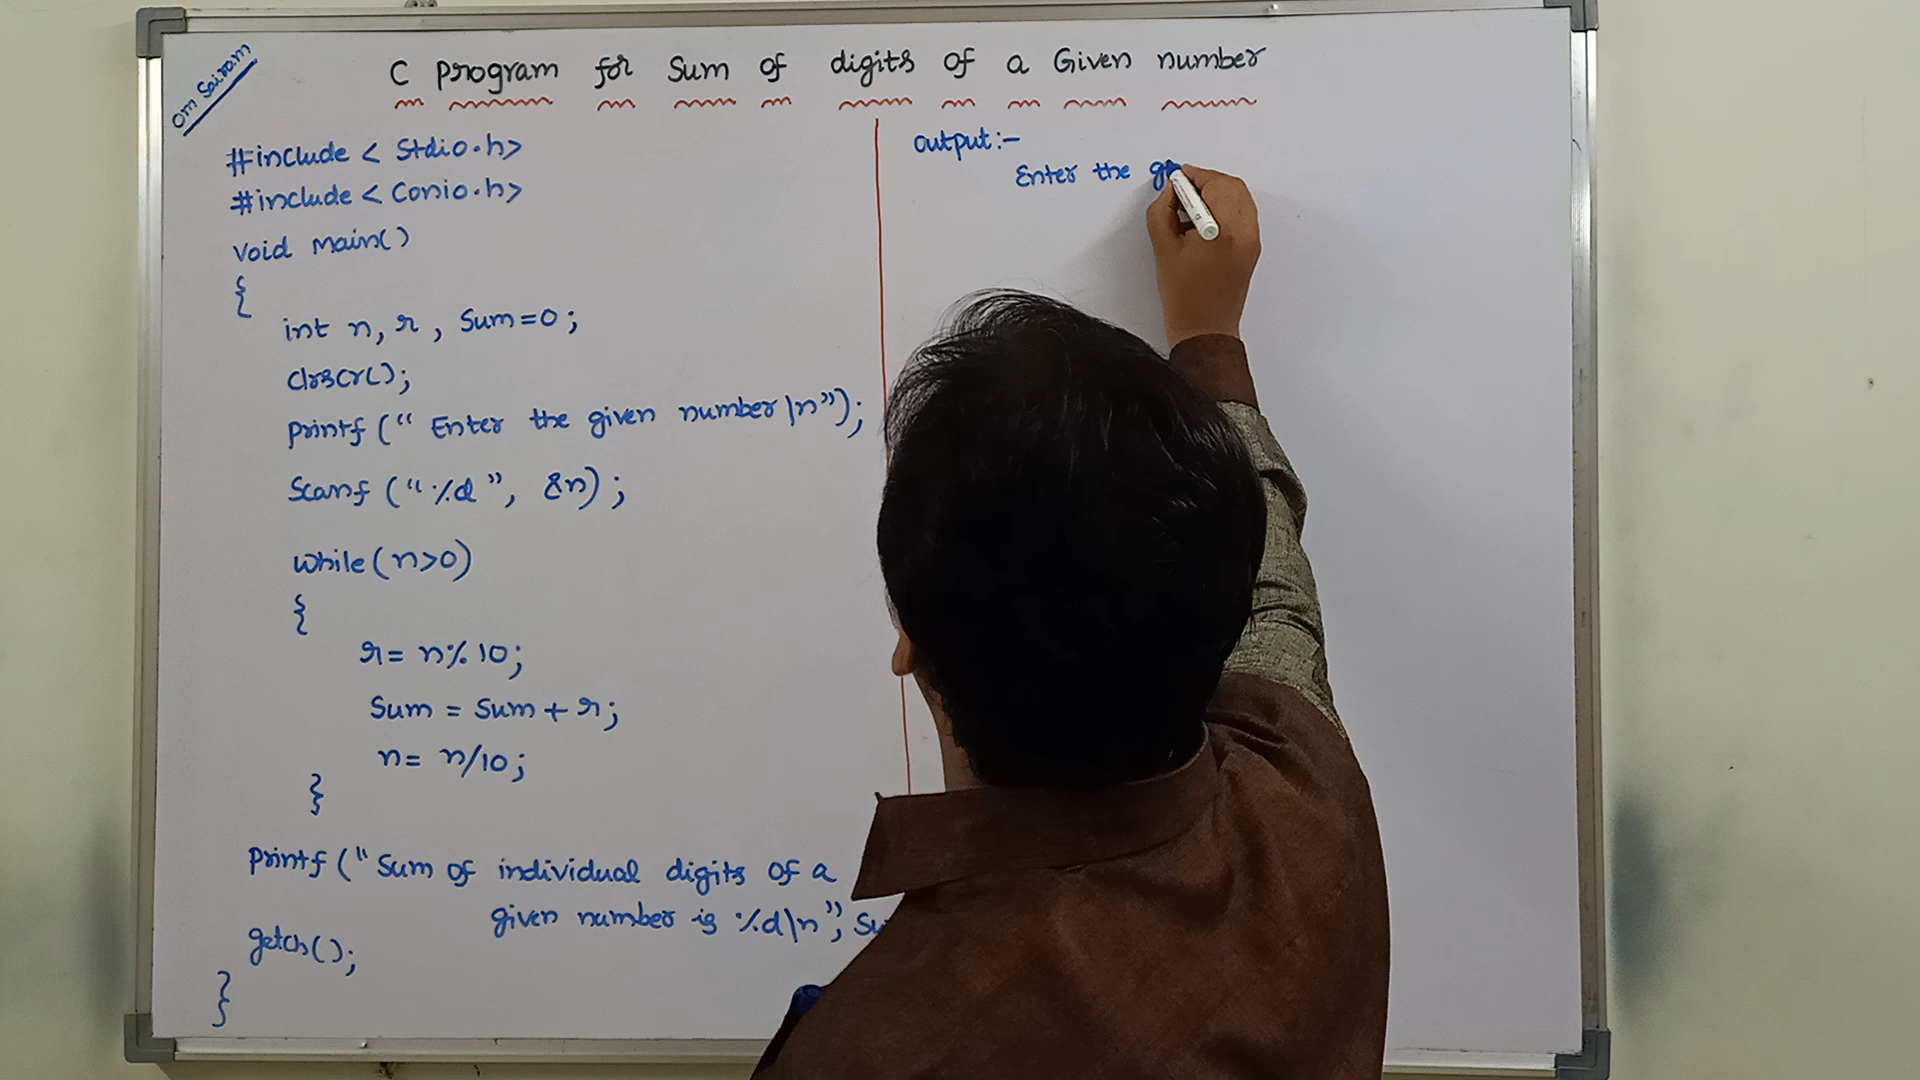 Om Sairam
C program for Sum of digits of a Given number
#include < Stdio.h>
#include < Conio.h>
void main()
{
int n, r, Sum=0;
clrscr();
printf (" Enter the given number \n");
Scanf ("%d", &n);
while (n>0)
{
r= n%10;
Sum = Sum + r;
n= n/10;
}
printf ("Sum of individual digits of a
given number is %d\n", Su
getch();
}
output:-
Enter the